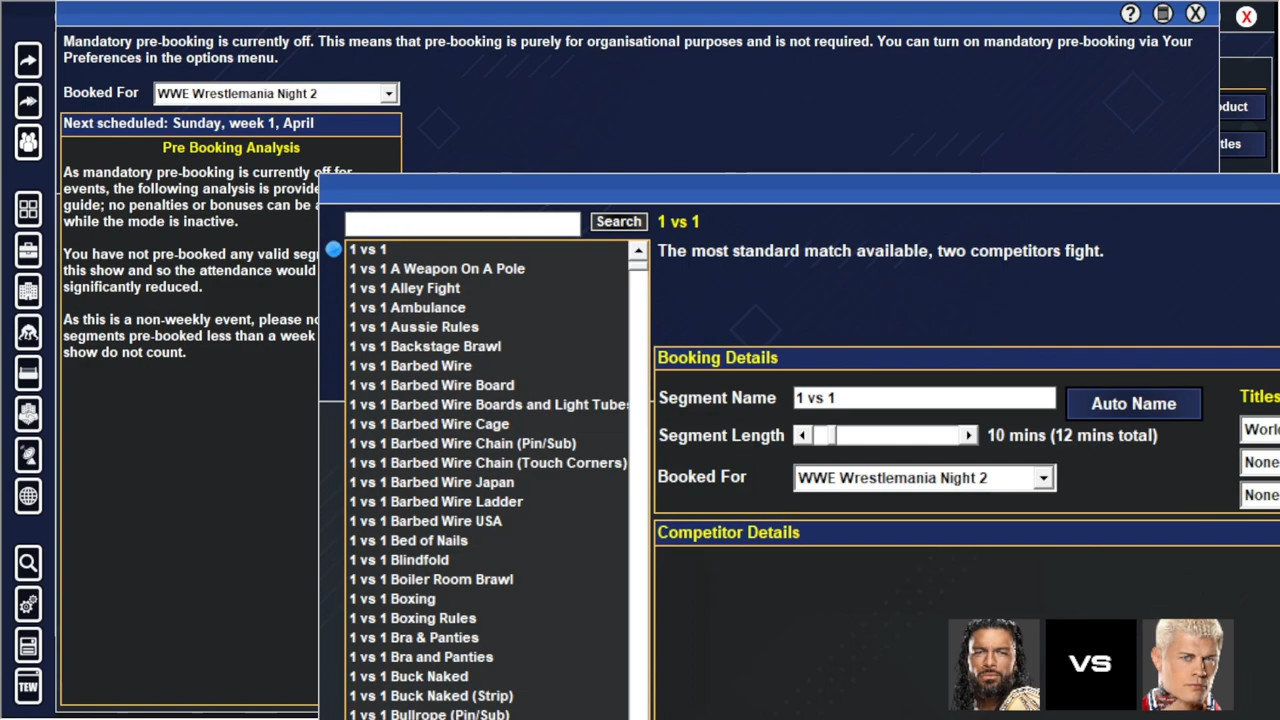 Mandatory pre-booking is currently off. This means that pre-booking is purely for organisational purposes and is not required. You can turn on mandatory pre-booking via Your
Preferences in the options menu.
? X X
Booked For WWE Wrestlemania Night 2
Next scheduled: Sunday, week 1, April
Pre Booking Analysis
As mandatory pre-booking is currently off for
events, the following analysis is provide
guide; no penalties or bonuses can be a
while the mode is inactive.
You have not pre-booked any valid seg
this show and so the attendance would
significantly reduced.
As this is a non-weekly event, please no
segments pre-booked less than a week
show do not count.
TEW
Search
1 vs 1
1 vs 1 A Weapon On A Pole
1 vs 1 Alley Fight
1 vs 1 Ambulance
1 vs 1 Aussie Rules
1 vs 1 Backstage Brawl
1 vs 1 Barbed Wire
1 vs 1 Barbed Wire Board
1 vs 1 Barbed Wire Boards and Light Tubes
1 vs 1 Barbed Wire Cage
1 vs 1 Barbed Wire Chain (Pin/Sub)
1 vs 1 Barbed Wire Chain (Touch Corners)
1 vs 1 Barbed Wire Japan
1 vs 1 Barbed Wire Ladder
1 vs 1 Barbed Wire USA
1 vs 1 Bed of Nails
1 vs 1 Blindfold
1 vs 1 Boiler Room Brawl
1 vs 1 Boxing
1 vs 1 Boxing Rules
1 vs 1 Bra & Panties
1 vs 1 Bra and Panties
1 vs 1 Buck Naked
1 vs 1 Buck Naked (Strip)
1 vs 1 Bullrope (Pin/Sub)
1 vs 1
The most standard match available, two competitors fight.
Booking Details
Segment Name 1 vs 1 Auto Name
Segment Length 10 mins (12 mins total)
Booked For WWE Wrestlemania Night 2
Titles
World
None
None
Competitor Details
VS
duct
tles